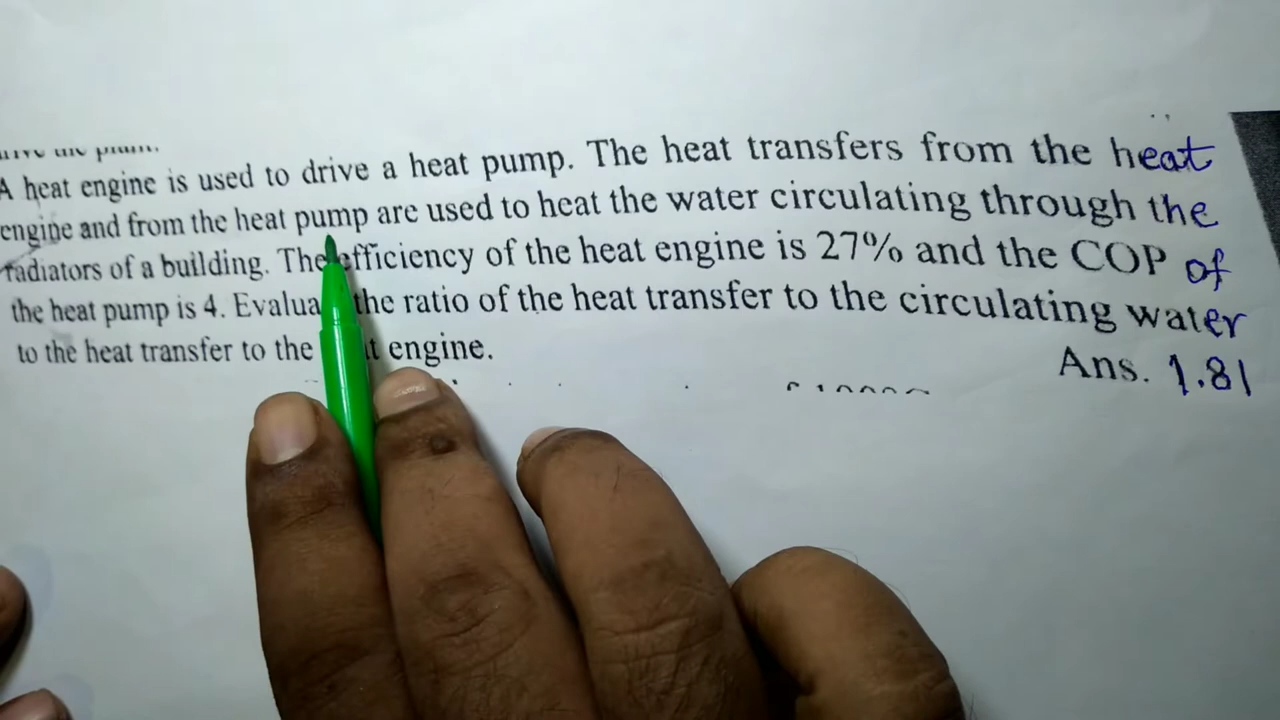 A heat engine is used to drive a heat pump. The heat transfers from the heat
engine and from the heat pump are used to heat the water circulating through the
radiators of a building. The efficiency of the heat engine is 27% and the COP of
the heat pump is 4. Evalua the ratio of the heat transfer to the circulating water
to the heat transfer to the t engine.
Ans. 1.81